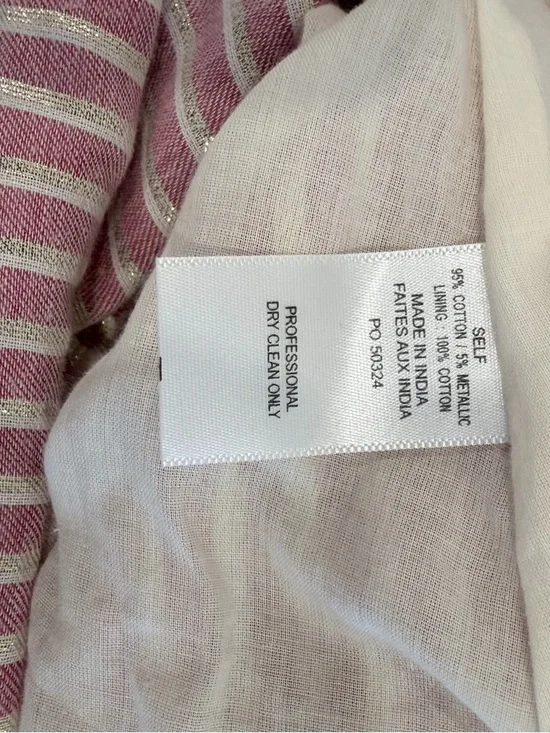 SELF
95% COTTON / 5% METALLIC
LINING : 100% COTTON
MADE IN INDIA
FAITES AUX INDIA
PO 50324
PROFESSIONAL
DRY CLEAN ONLY